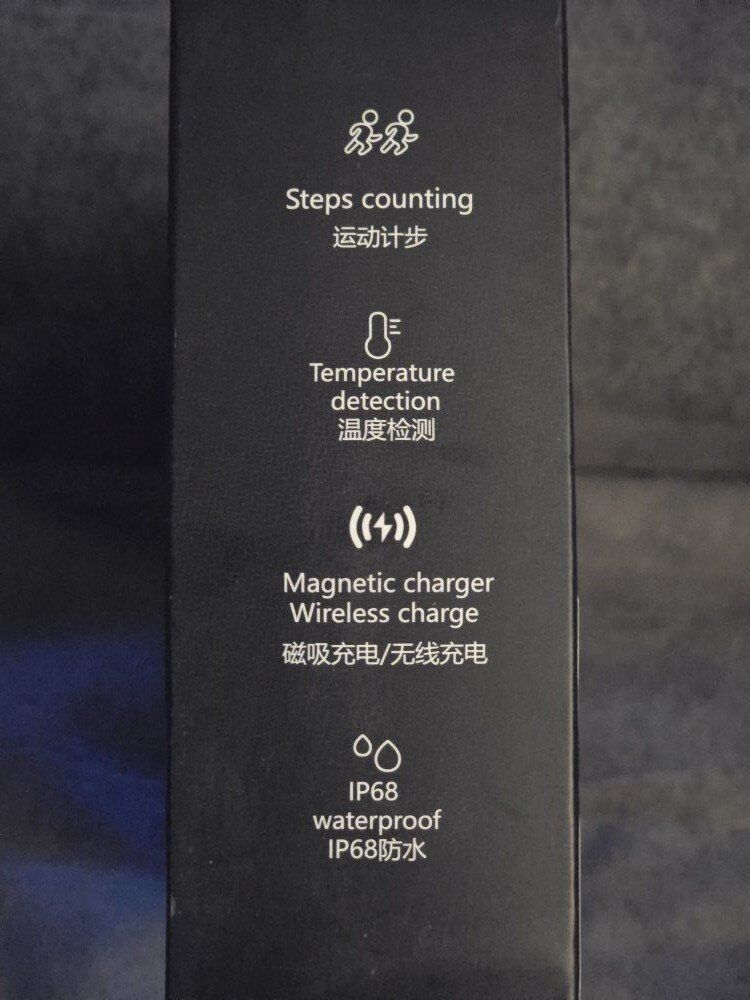 Steps counting
运动计步
Temperature
detection
温度检测
Magnetic charger
Wireless charge
磁吸充电/无线充电
IP68
waterproof
IP68防水